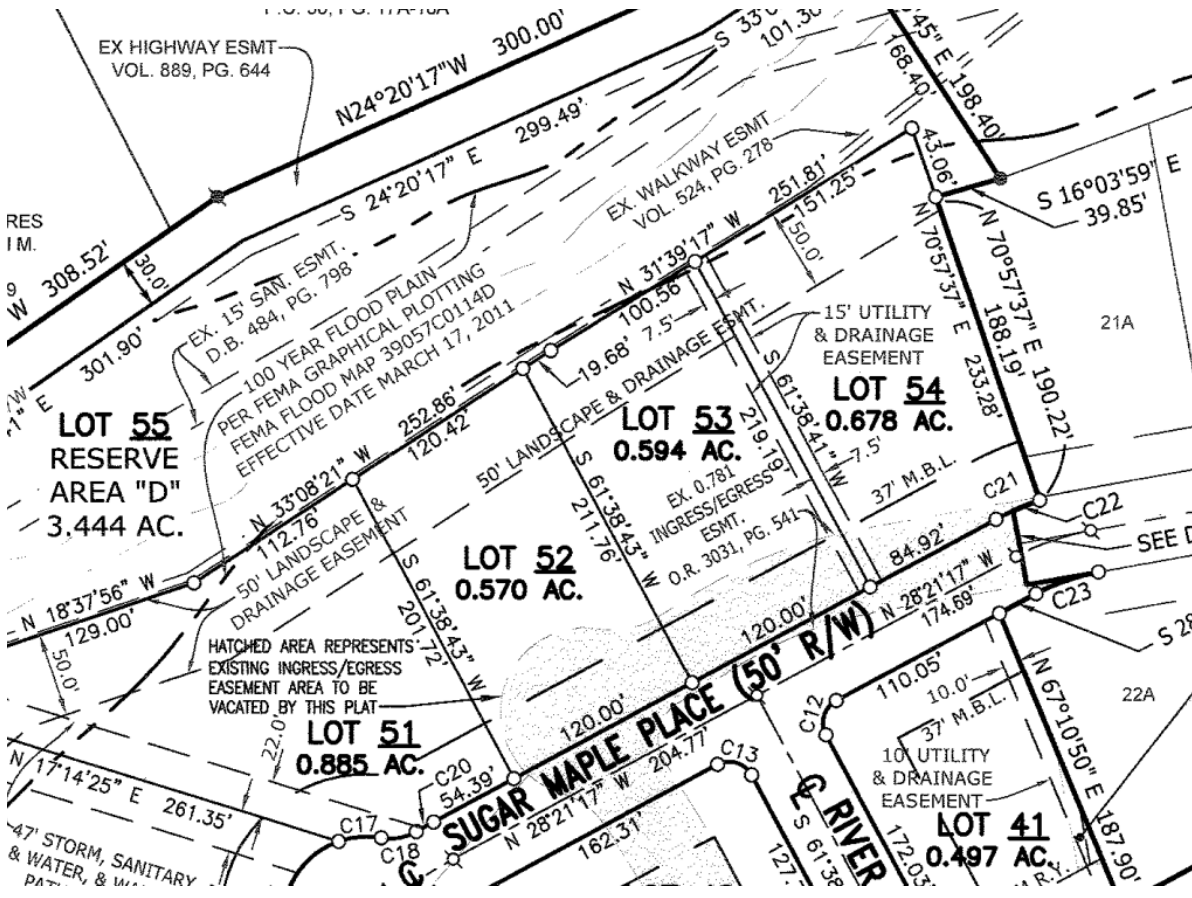 EX HIGHWAY ESMT
VOL. 889, PG. 644
N24°20'17"W 300.00'
S 33°0
101.30'
45" E 198.40'
168.40'
299.49'
S 24°20'17" E
EX. WALKWAY ESMT
VOL. 524, PG. 278
251.81'
151.25'
43.06'
S 16°03'59" E
39.85'
RES
W 308.52'
30.0'
301.90'
EX. 15' SAN. ESMT.
D.B. 484, PG. 798
100 YEAR FLOOD PLAIN
PER FEMA GRAPHICAL PLOTTING
FEMA FLOOD MAP 39057C0114D
EFFECTIVE DATE MARCH 17, 2011
N 31°39'17" W
100.56'
7.5'
50.0'
N 70°57'37" E 233.28'
N 70°57'37" E 190.22'
188.19'
21A
15' UTILITY
& DRAINAGE
EASEMENT
19.68'
252.86'
120.42'
50' LANDSCAPE & DRAINAGE ESMT.
LOT 55
RESERVE
AREA "D"
3.444 AC.
LOT 53
0.594 AC.
LOT 54
0.678 AC.
S 61°38'41" W
219.19'
7.5'
37' M.B.L.
EX. 0.781
INGRESS/EGRESS
ESMT.
O.R. 3031, PG. 541
C21
C22
SEE D
N 33°08'21" W
112.76'
50' LANDSCAPE &
DRAINAGE EASEMENT
S 61°38'43" W
211.76'
LOT 52
0.570 AC.
S 61°38'43" W
201.72'
84.92'
N 28°21'17" W
174.69'
C23
S 28
N 18°37'56" W
129.00'
50.0'
HATCHED AREA REPRESENTS
EXISTING INGRESS/EGRESS
EASEMENT AREA TO BE
VACATED BY THIS PLAT
120.00'
120.00'
SUGAR MAPLE PLACE (50' R/W)
LOT 51
0.885 AC.
22.0'
C20
54.39'
N 28°21'17" W 204.77'
162.31'
C13
C12
110.05'
10.0'
37' M.B.L.
N 67°10'50" E 187.90'
22A
10' UTILITY
& DRAINAGE
EASEMENT
LOT 41
0.497 AC.
N 17°14'25" E 261.35'
C17
C18
47' STORM, SANITARY
& WATER, &
RIVER
S 61°38
127.
172.03'
R.Y.